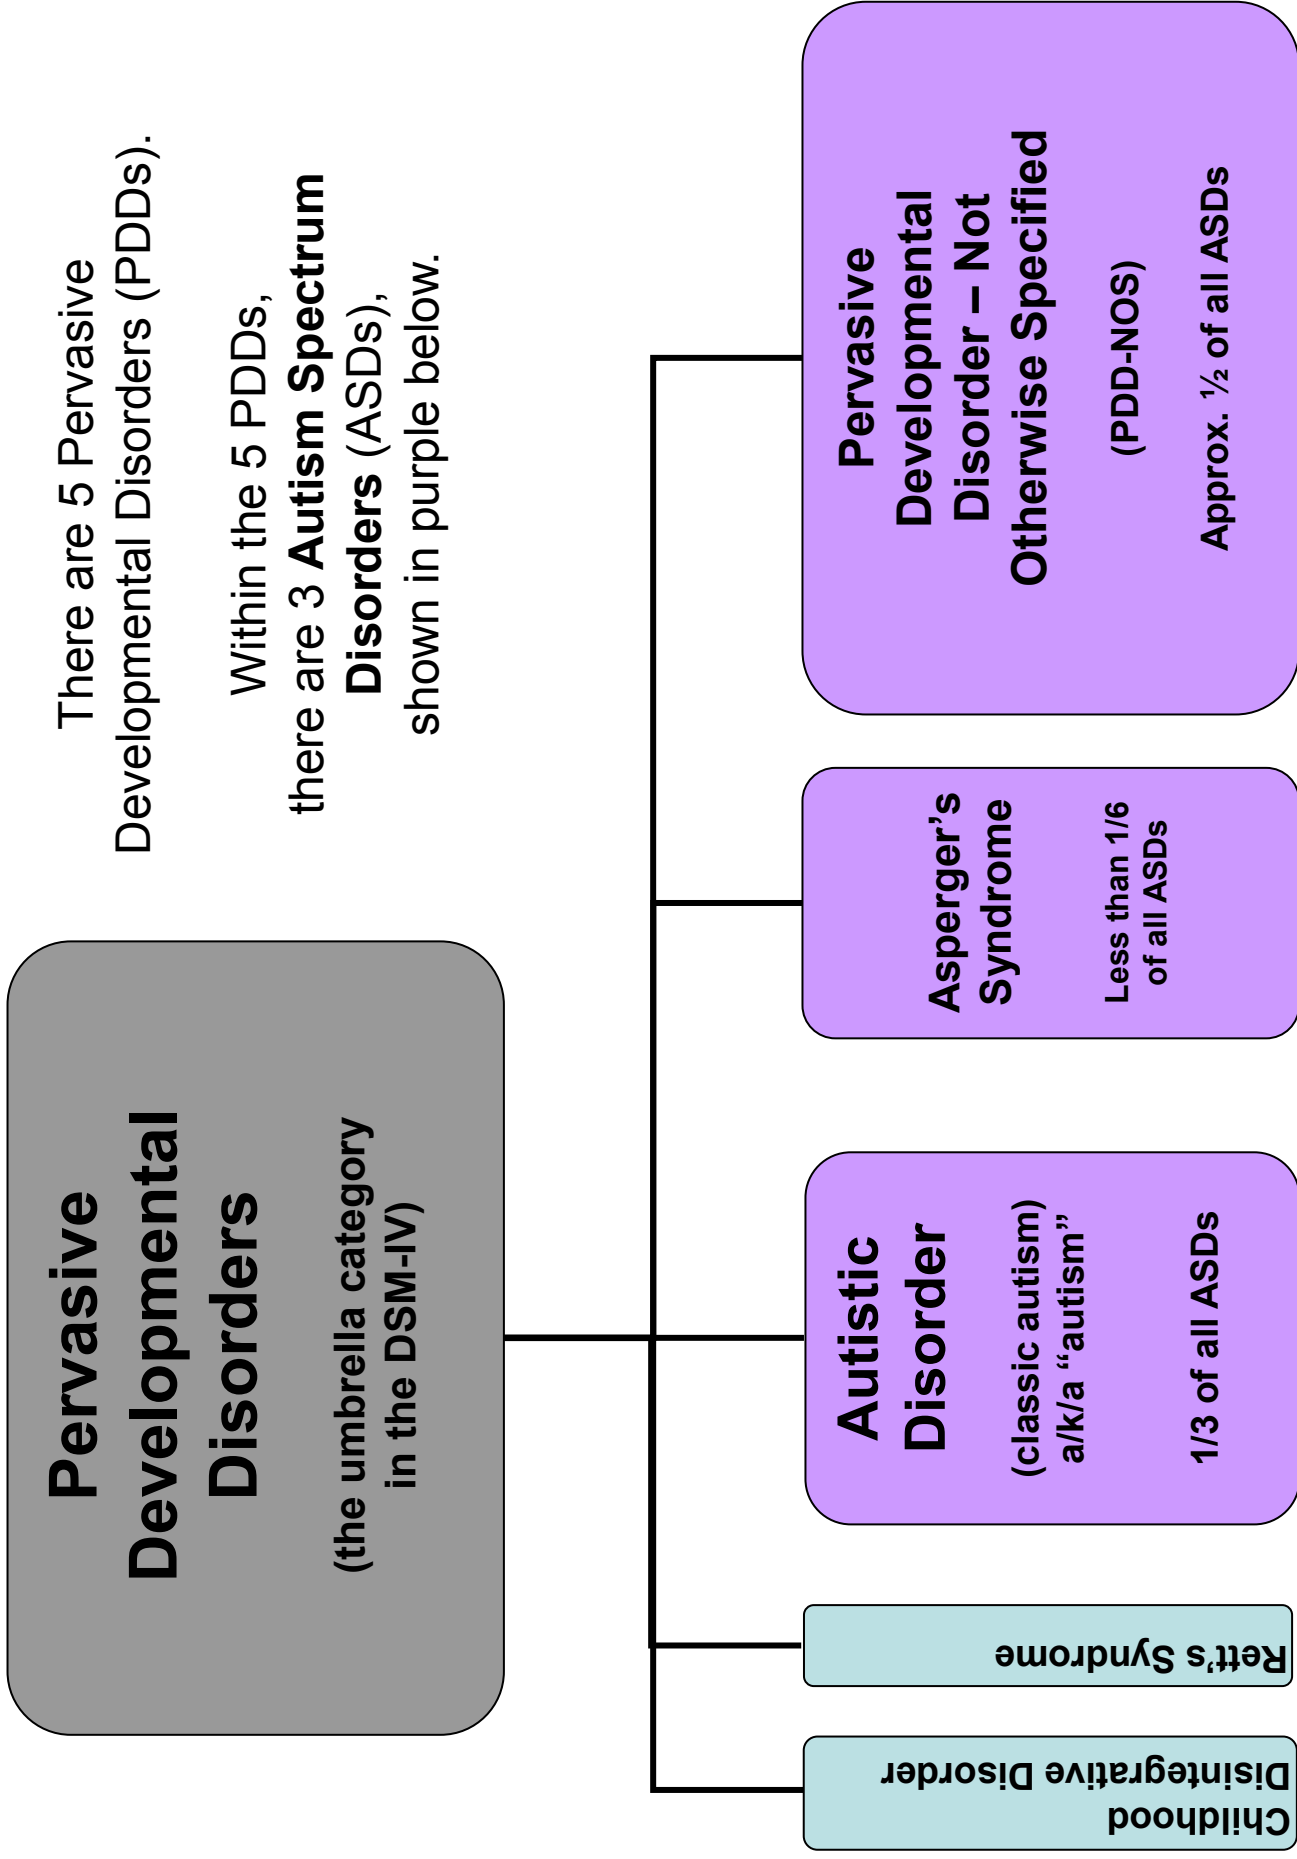 Pervasive
Developmental
Disorders
(the umbrella category
in the DSM-IV)
There are 5 Pervasive
Developmental Disorders (PDDs).
Within the 5 PDDs,
there are 3 Autism Spectrum
Disorders (ASDs),
shown in purple below.
Childhood
Disintegrative Disorder
Rett’s Syndrome
Autistic
Disorder
(classic autism)
a/k/a “autism”
1/3 of all ASDs
Asperger’s
Syndrome
Less than 1/6
of all ASDs
Pervasive
Developmental
Disorder – Not
Otherwise Specified
(PDD-NOS)
Approx. ½ of all ASDs